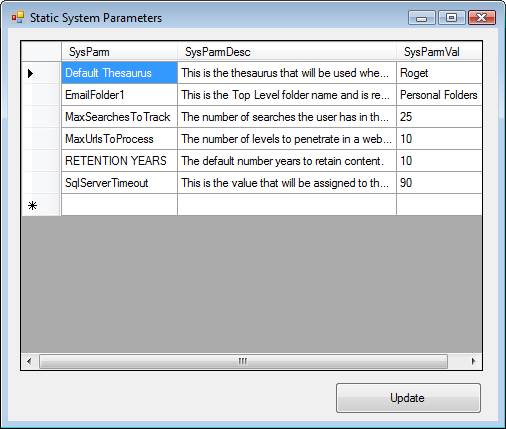 Static System Parameters
SysParm SysParmDesc SysParmVal
Default Thesaurus This is the thesaurus that will be used whe... Roget
EmailFolder1 This is the Top Level folder name and is re... Personal Folders
MaxSearchesToTrack The number of searches the user has in th... 25
MaxUrlsToProcess The number of levels to penetrate in a web... 10
RETENTION YEARS The default number years to retain content. 10
SqlServerTimeout This is the value that will be assigned to th... 90
Update